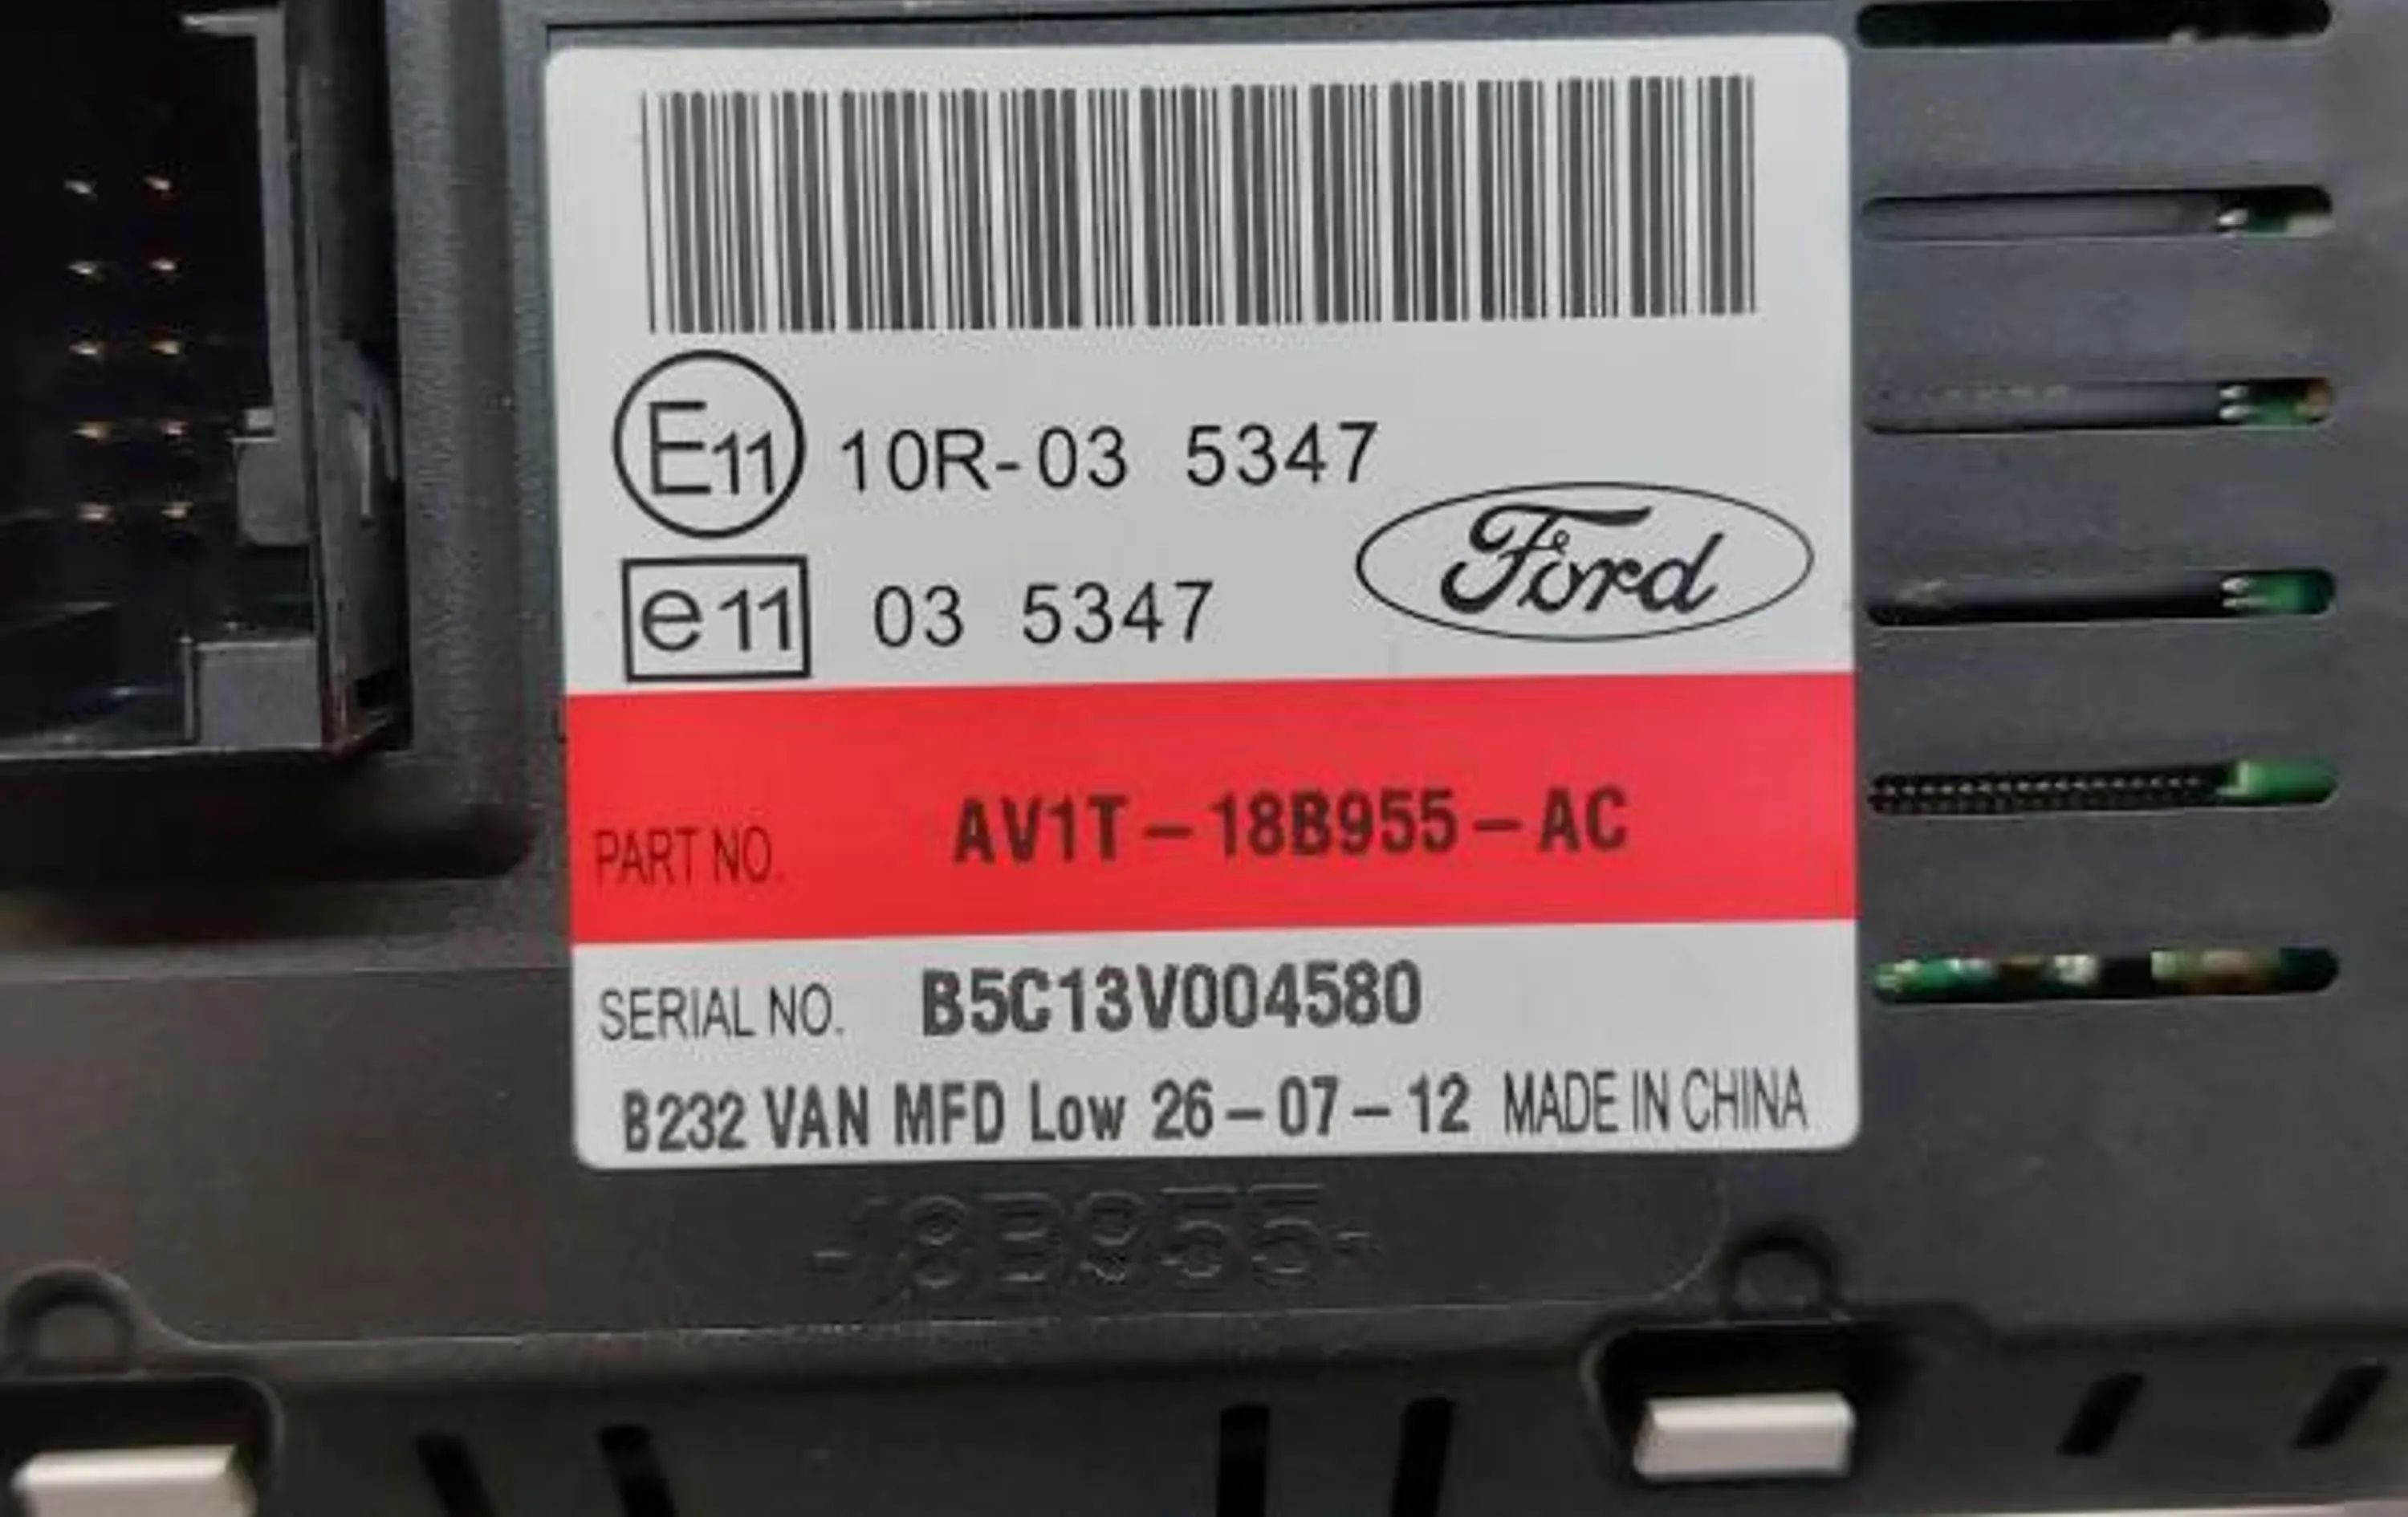 E11 10R-03 5347
Ford
e11 03 5347
PART NO. AV1T-18B955-AC
SERIAL NO. B5C13V004580
B232 VAN MFD Low 26-07-12 MADE IN CHINA
-18B955-